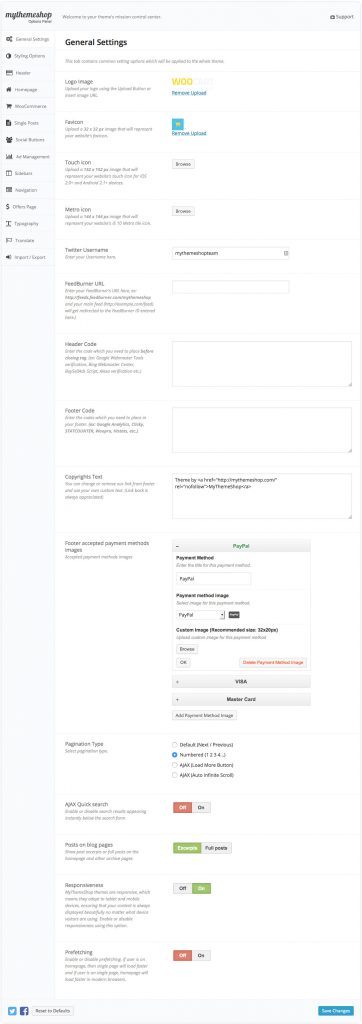 mythemeshop
Options Panel
Welcome to your theme's mission control center.
Support
General Settings
Styling Options
Header
Homepage
WooCommerce
Single Posts
Social Buttons
Ad Management
Sidebars
Navigation
Offers Page
Typography
Translate
Import / Export
General Settings
This tab contains common setting options which will be applied to the whole theme.
Logo Image
Upload your logo using the Upload Button or
insert image URL.
WOOCART
Remove Upload
Favicon
Upload a 32 x 32 px image that will represent
your website's favicon.
Remove Upload
Touch icon
Upload a 152 x 152 px image that will
represent your website's touch icon for iOS
2.0+ and Android 2.1+ devices.
Browse
Metro icon
Upload a 144 x 144 px image that will
represent your website's IE 10 Metro tile icon.
Browse
Twitter Username
Enter your Username here.
mythemeshopteam
FeedBurner URL
Enter your FeedBurner's URL here, ex:
http://feeds.feedburner.com/mythemeshop
and your main feed (http://example.com/feed)
will get redirected to the FeedBurner ID entered
here.)
Header Code
Enter the code which you need to place before
closing tag. (ex: Google Webmaster Tools
verification, Bing Webmaster Center,
BuySellAds Script, Alexa verification etc.)
Footer Code
Enter the codes which you need to place in
your footer. (ex: Google Analytics, Clicky,
STATCOUNTER, Woopra, Histats, etc.)
Copyrights Text
You can change or remove our link from footer
and use your own custom text. (Link back is
always appreciated)
Theme by <a href="http://mythemeshop.com/"
rel="nofollow">MyThemeShop</a>
Footer accepted payment methods
images
Accepted payment methods images
− PayPal
Payment Method
Enter the title for this payment method.
PayPal
Payment method image
Select image for this payment method.
PayPal
Custom Image (Recommended size: 32x20px)
Upload custom image for this payment method
Browse
OK
Delete Payment Method Image
+ VISA
+ Master Card
Add Payment Method Image
Pagination Type
Select pagination type.
Default (Next / Previous)
Numbered (1 2 3 4...)
AJAX (Load More Button)
AJAX (Auto Infinite Scroll)
AJAX Quick search
Enable or disable search results appearing
instantly below the search form
Off On
Posts on blog pages
Show post excerpts or full posts on the
homepage and other archive pages.
Excerpts Full posts
Responsiveness
MyThemeShop themes are responsive, which
means they adapt to tablet and mobile
devices, ensuring that your content is always
displayed beautifully no matter what device
visitors are using. Enable or disable
responsiveness using this option.
Off On
Prefetching
Enable or disable prefetching. If user is on
homepage, then single page will load faster
and if user is on single page, homepage will
load faster in modern browsers.
Off On
Reset to Defaults
Save Changes